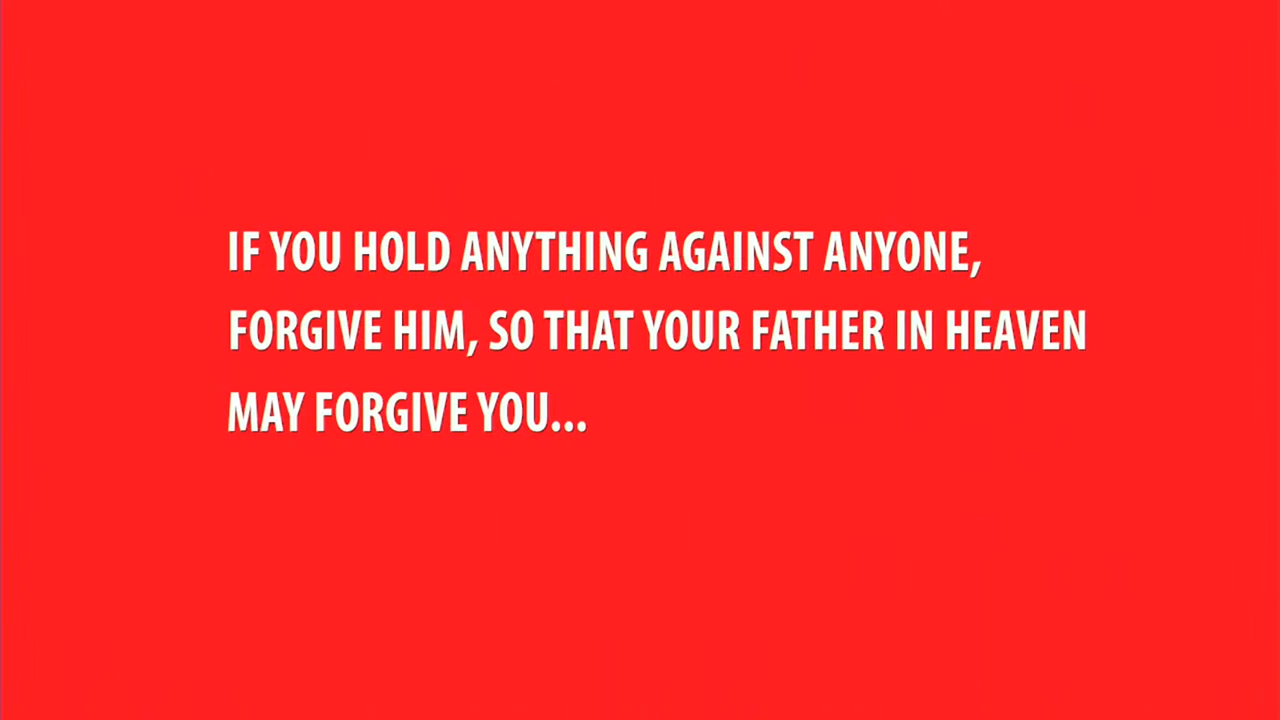 IF YOU HOLD ANYTHING AGAINST ANYONE,
FORGIVE HIM, SO THAT YOUR FATHER IN HEAVEN
MAY FORGIVE YOU...